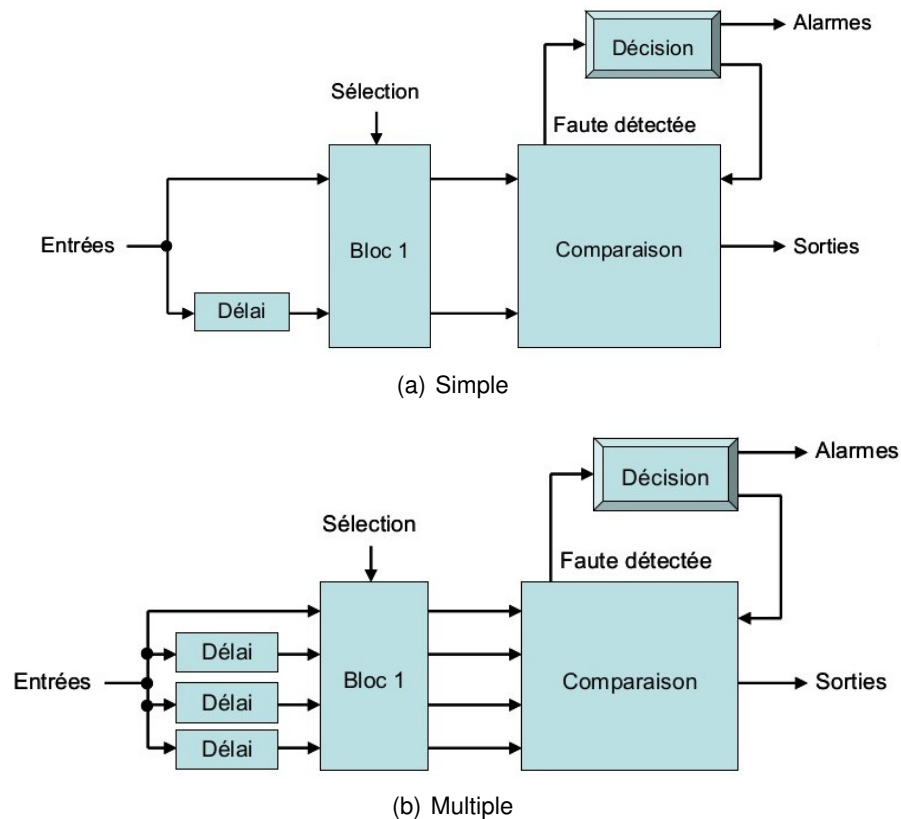 Décision
Alarmes
Sélection
Faute détectée
Entrées
Bloc 1
Comparaison
Sorties
Délai
(a) Simple
Décision
Alarmes
Sélection
Faute détectée
Délai
Entrées
Délai
Bloc 1
Comparaison
Sorties
Délai
(b) Multiple